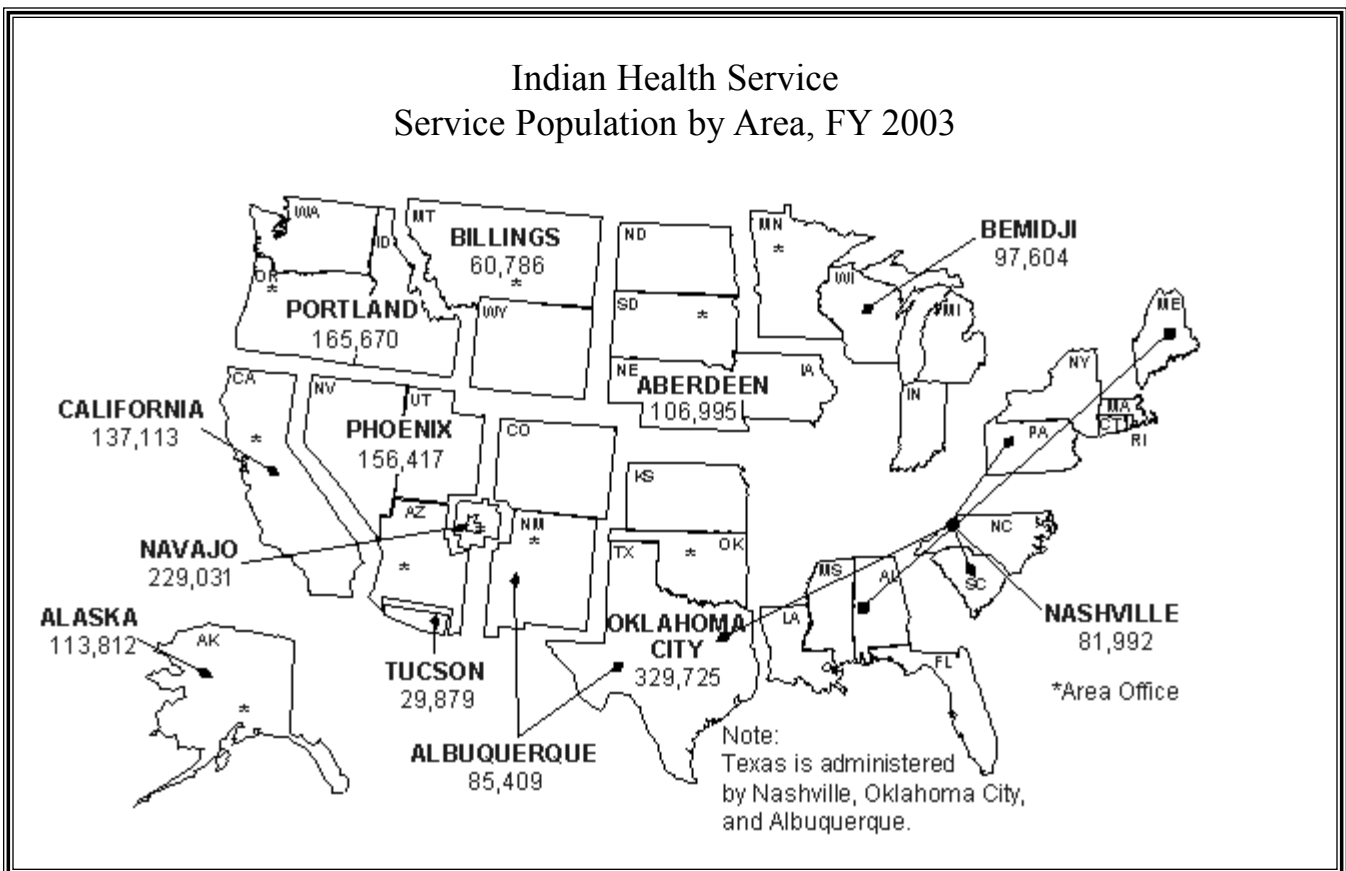 Indian Health Service
Service Population by Area, FY 2003
WA
MT
ID
BILLINGS
60,786
*
ND
MN
*
BEMIDJI
97,604
OR
*
PORTLAND
165,670
WY
SD
*
WI
MI
ME
NE
ABERDEEN
106,995
IA
IN
NY
MA
CT
RI
PA
CA
*
CALIFORNIA
137,113
NV
UT
PHOENIX
156,417
CO
KS
AZ
*
NM
*
TX
OK
*
NC
SC
NAVAJO
229,031
MS
AL
LA
FL
NASHVILLE
81,992
ALASKA
113,812
AK
*
TUCSON
29,879
OKLAHOMA
CITY
329,725
*Area Office
ALBUQUERQUE
85,409
Note:
Texas is administered
by Nashville, Oklahoma City,
and Albuquerque.